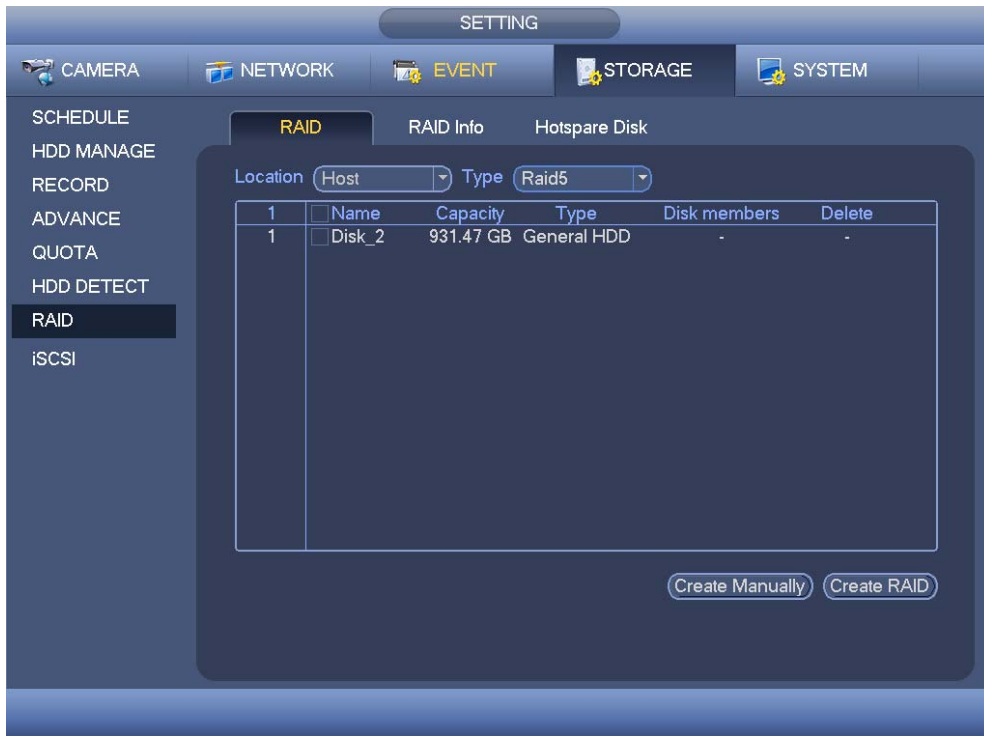 SETTING
CAMERA NETWORK EVENT STORAGE SYSTEM
SCHEDULE
HDD MANAGE
RECORD
ADVANCE
QUOTA
HDD DETECT
RAID
iSCSI
RAID RAID Info Hotspare Disk
Location Host Type Raid5
1 Name Capacity Type Disk members Delete
1 Disk_2 931.47 GB General HDD - -
Create Manually Create RAID